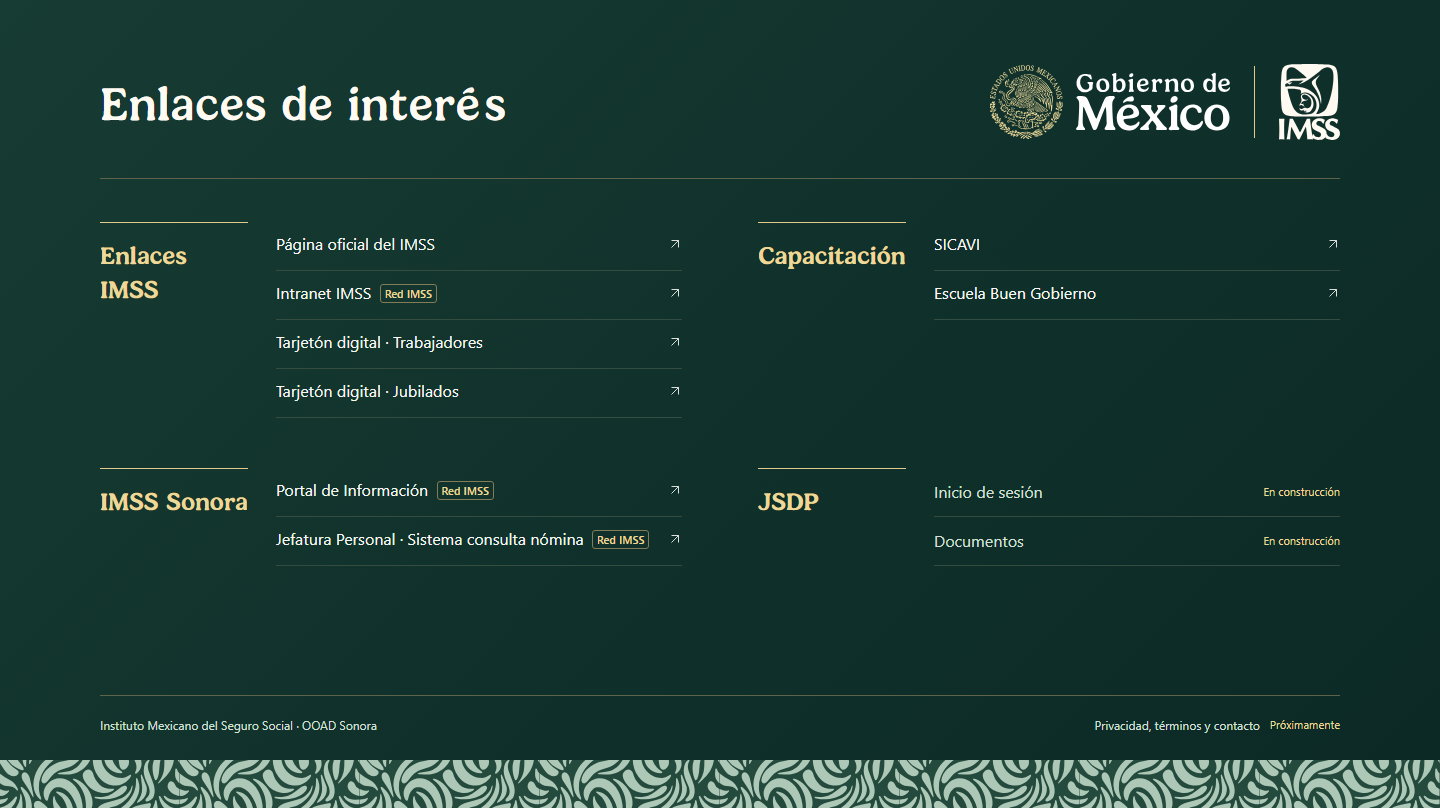 Enlaces de interés
ESTADOS UNIDOS MEXICANOS
Gobierno de
México
IMSS
Enlaces
IMSS
Página oficial del IMSS
Intranet IMSS Red IMSS
Tarjetón digital · Trabajadores
Tarjetón digital · Jubilados
Capacitación
SICAVI
Escuela Buen Gobierno
IMSS Sonora
Portal de Información Red IMSS
Jefatura Personal · Sistema consulta nómina Red IMSS
JSDP
Inicio de sesión En construcción
Documentos En construcción
Instituto Mexicano del Seguro Social · OOAD Sonora
Privacidad, términos y contacto Próximamente